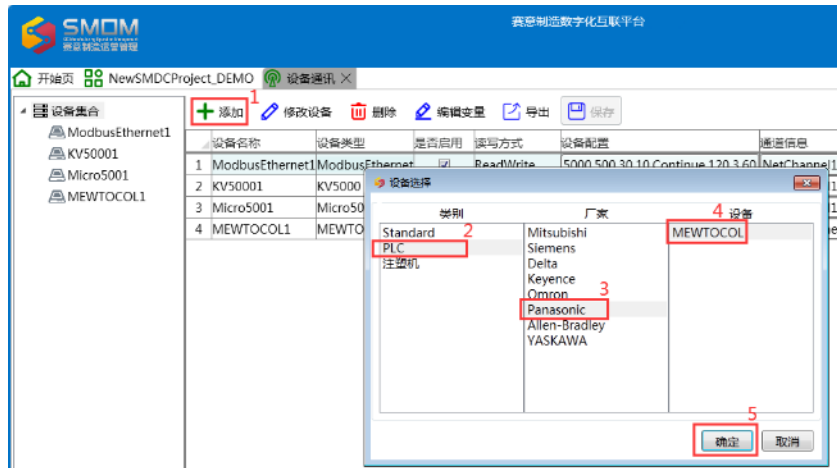 SMOM
赛意制造运营管理
赛意制造数字化互联平台
开始页 NewSMDCProject_DEMO 设备通讯
1
添加 修改设备 删除 编辑变量 导出 保存
设备集合
ModbusEthernet1
KV50001
Micro5001
MEWTOCOL1
设备名称 设备类型 是否启用 读写方式 设备配置 通道信息
1 ModbusEthernet1 ModbusEthernet ReadWrite 5000,500,30,10,Continue,120,3,60 NetChannel1
2 KV50001 KV5000
3 Micro5001 Micro50
4 MEWTOCOL1 MEWTO
设备选择
类别 厂家 4 设备
Standard 2 Mitsubishi MEWTOCOL
PLC Siemens
注塑机 Delta
Keyence
Omron 3
Panasonic
Allen-Bradley
YASKAWA
5
确定 取消